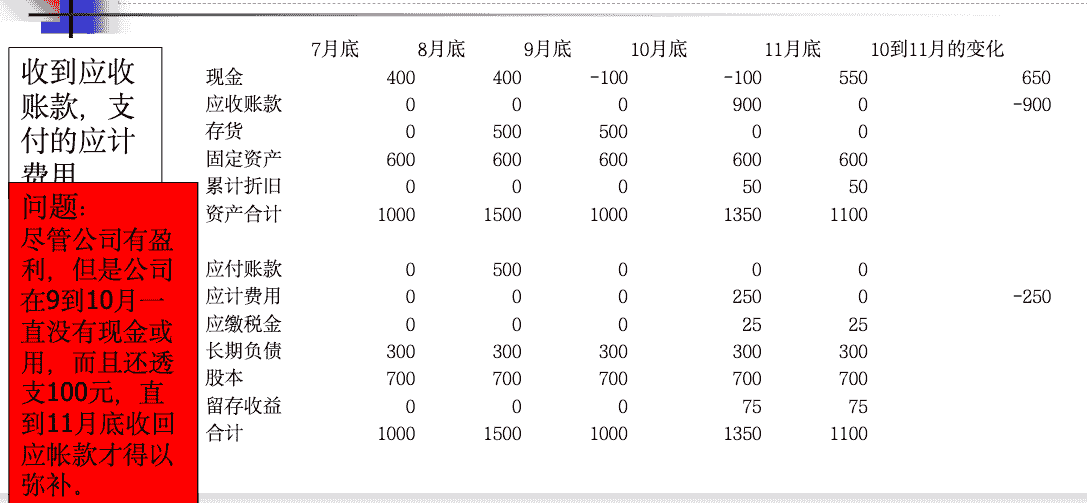 收到应收
账款，支
付的应计
费用
问题：
尽管公司有盈
利，但是公司
在9到10月一
直没有现金或
用，而且还透
支100元，直
到11月底收回
应帐款才得以
弥补。
7月底 8月底 9月底 10月底 11月底 10到11月的变化
现金 400 400 -100 -100 550 650
应收账款 0 0 0 900 0 -900
存货 0 500 500 0 0
固定资产 600 600 600 600 600
累计折旧 0 0 0 50 50
资产合计 1000 1500 1000 1350 1100
应付账款 0 500 0 0 0
应计费用 0 0 0 250 0 -250
应缴税金 0 0 0 25 25
长期负债 300 300 300 300 300
股本 700 700 700 700 700
留存收益 0 0 0 75 75
合计 1000 1500 1000 1350 1100